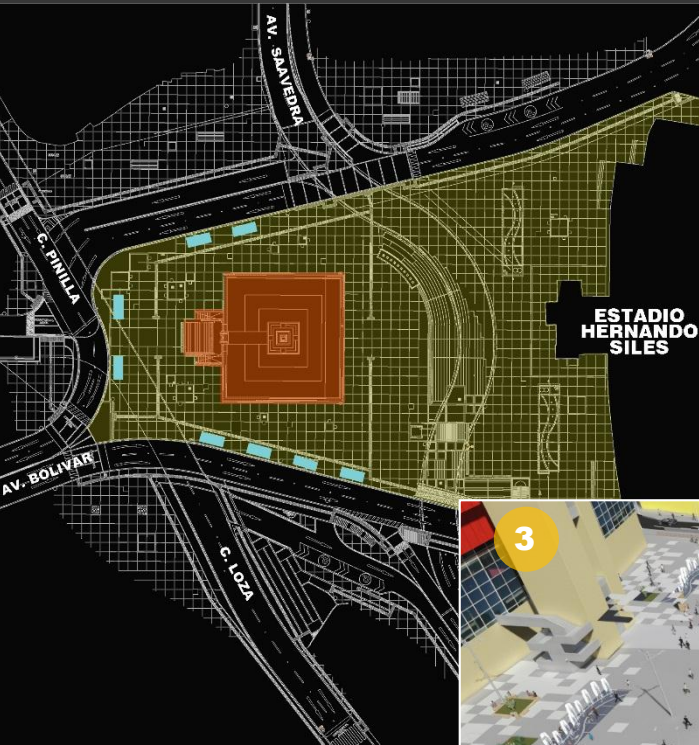 AV. SAAVEDRA
C. PINILLA
ESTADIO
HERNANDO
SILES
AV. BOLIVAR
C. LOZA
3